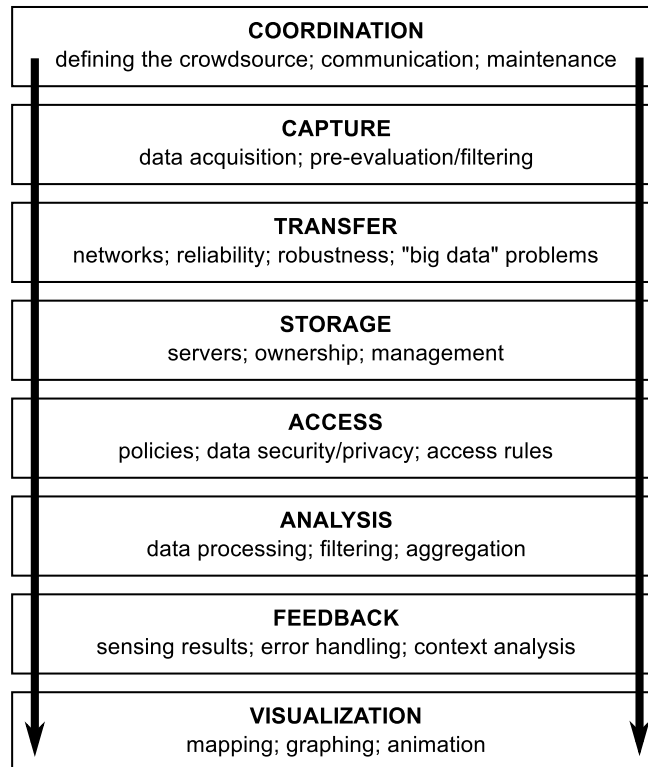 COORDINATION
defining the crowdsource; communication; maintenance
CAPTURE
data acquisition; pre-evaluation/filtering
TRANSFER
networks; reliability; robustness; "big data" problems
STORAGE
servers; ownership; management
ACCESS
policies; data security/privacy; access rules
ANALYSIS
data processing; filtering; aggregation
FEEDBACK
sensing results; error handling; context analysis
VISUALIZATION
mapping; graphing; animation